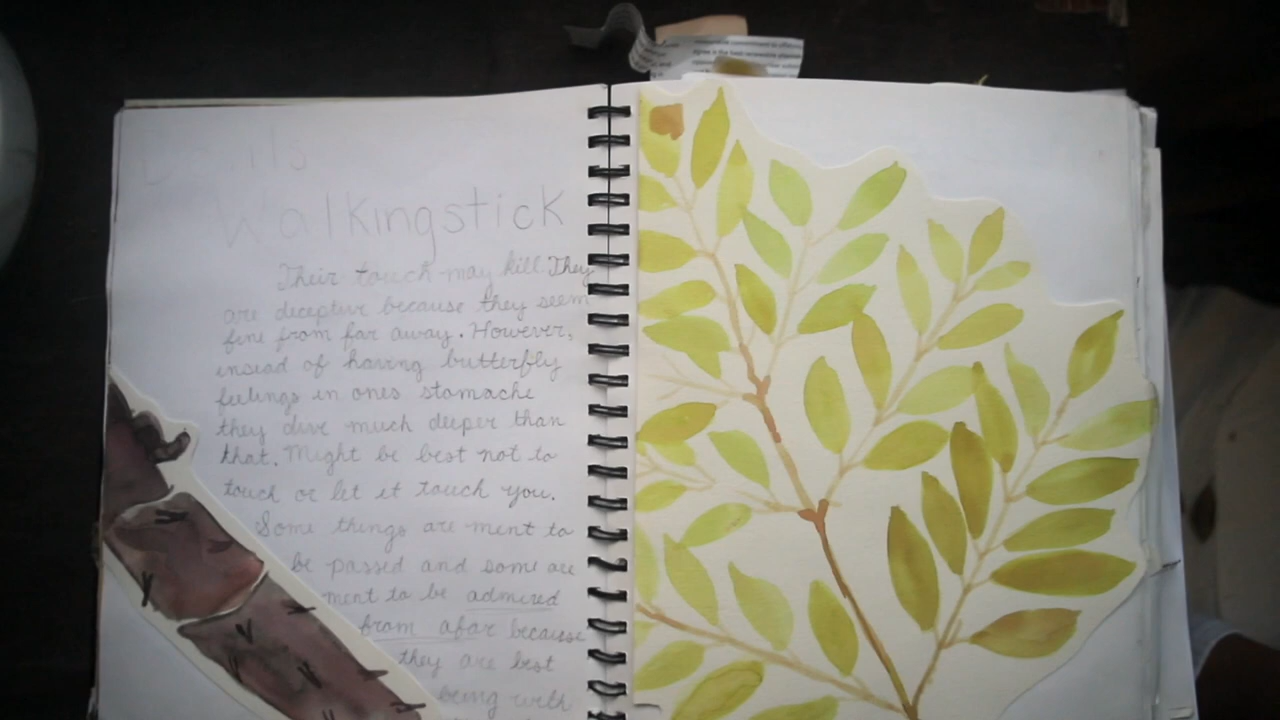 Walkingstick
Their touch may kill. They
are deceptive because they seem
fine from far away. However,
insead of having butterfly
feelings in ones stomache
they dive much deeper than
that. Might be best not to
touch or let it touch you.
Some things are ment to
be passed and some are
ment to be admired
from afar because
they are best
being with